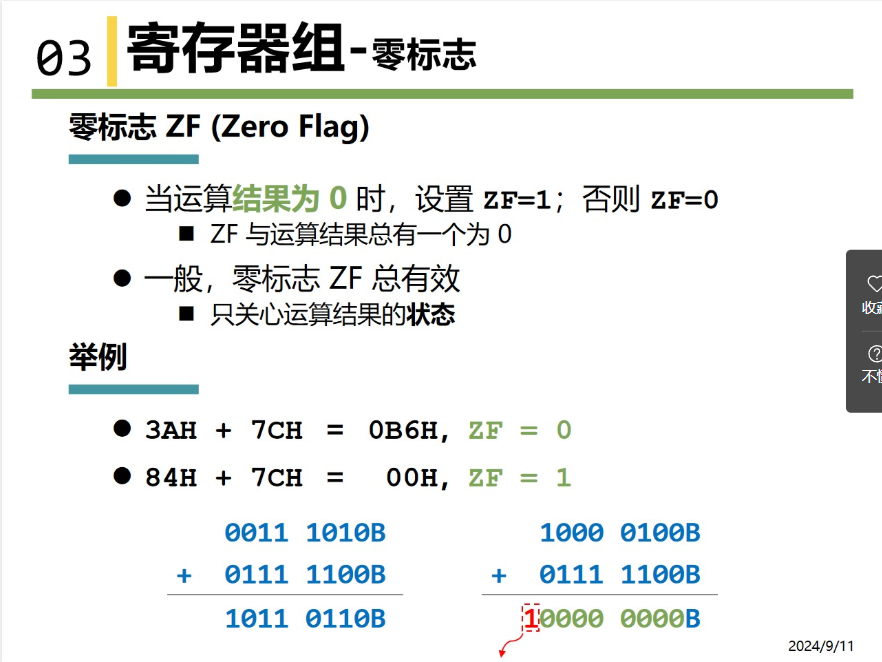 03 寄存器组-零标志
零标志 ZF (Zero Flag)
● 当运算结果为 0 时，设置 ZF=1；否则 ZF=0
■ ZF 与运算结果总有一个为 0
● 一般，零标志 ZF 总有效
■ 只关心运算结果的状态
收藏
举例
● 3AH + 7CH = 0B6H, ZF = 0
● 84H + 7CH = 00H, ZF = 1
0011 1010B
+ 0111 1100B
1011 0110B
1000 0100B
+ 0111 1100B
10000 0000B
2024/9/11